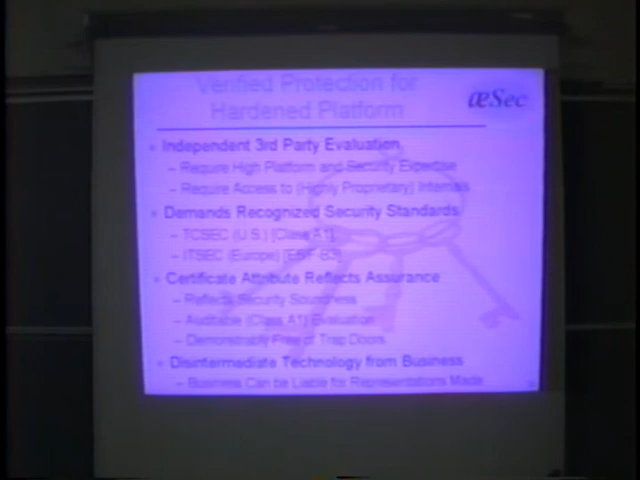 Verified Protection for
Hardened Platform
æSec
Independent 3rd Party Evaluation
– Require High Platform and Security Expertise
– Require Access to (Highly Proprietary) Internals
Demands Recognized Security Standards
– TCSEC (U.S.) [Class A1]
– ITSEC (Europe) [E5/F-B3]
Certificate Attribute Reflects Assurance
– Reflects Security Soundness
– Auditable (Class A1) Evaluation
– Demonstrably Free of Trap Doors
Disintermediate Technology from Business
– Business Can be Liable for Representations Made